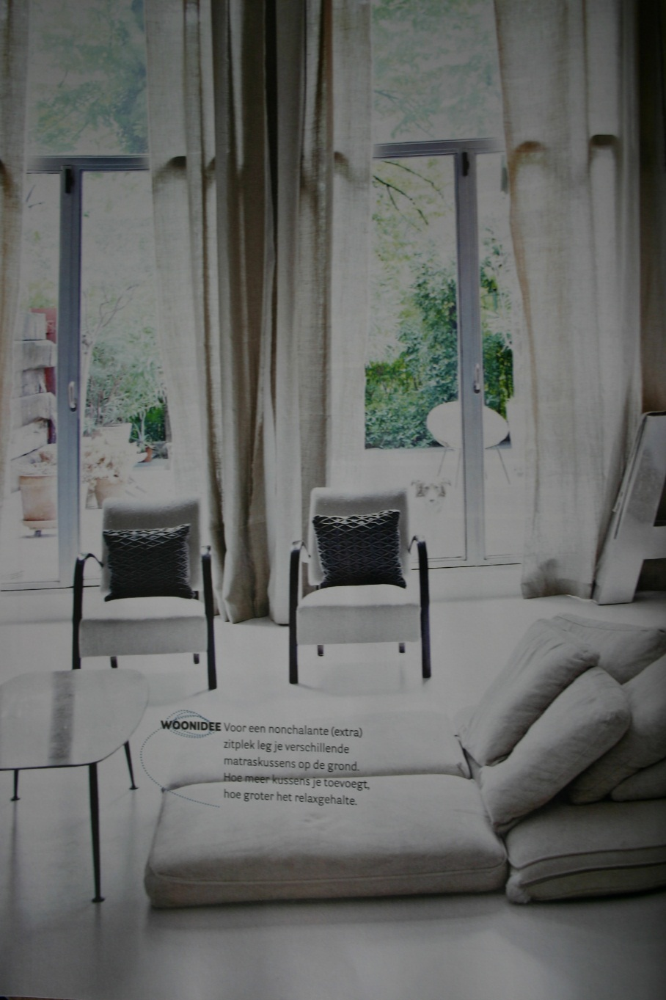 WOONIDEE Voor een nonchalante (extra)
zitplek leg je verschillende
matraskussens op de grond.
Hoe meer kussens je toevoegt,
hoe groter het relaxgehalte.